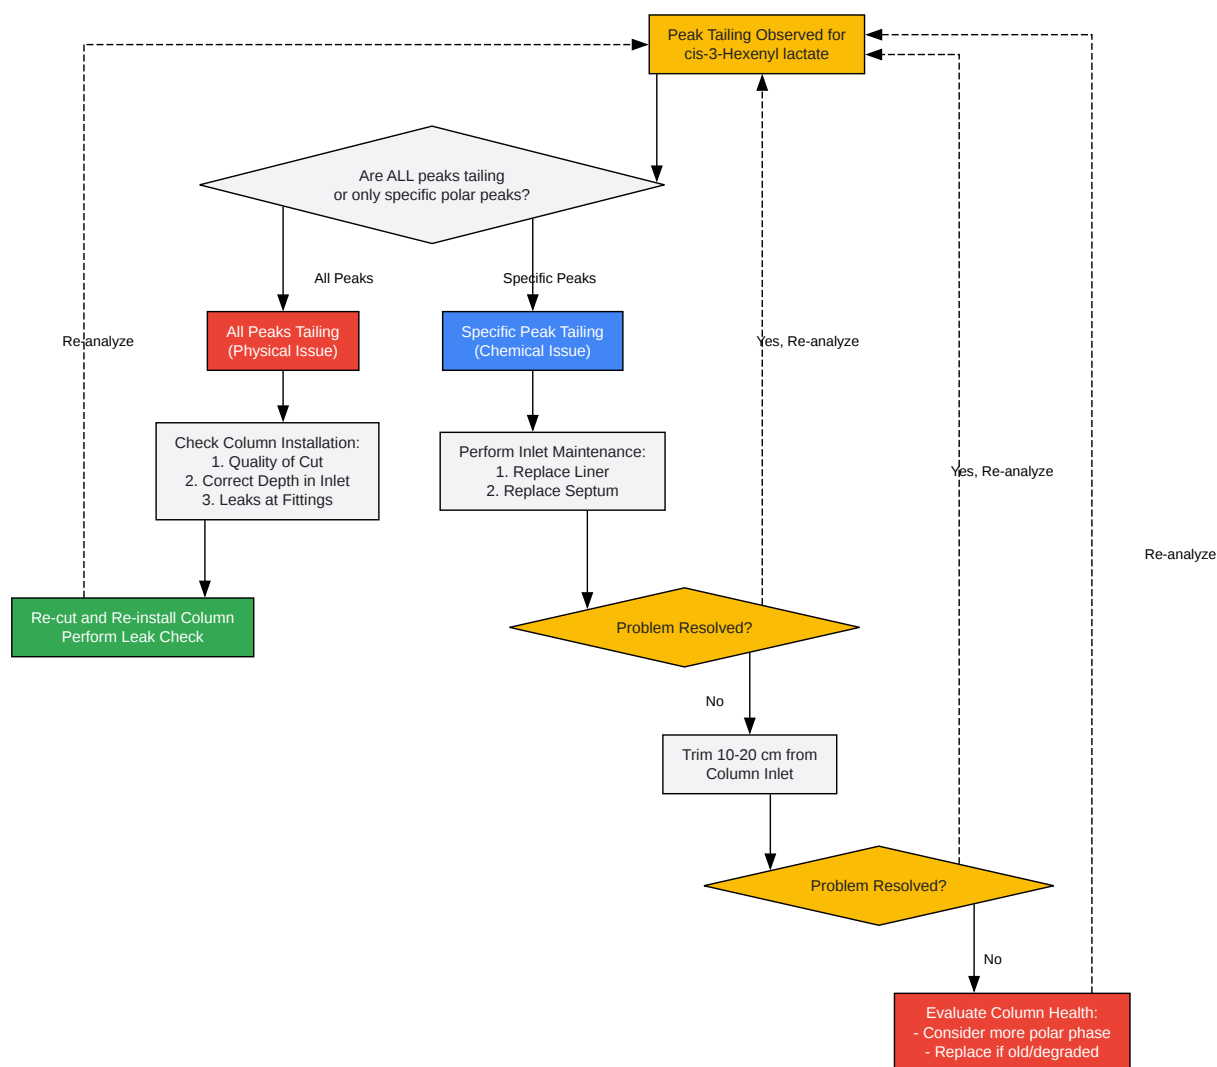 Peak Tailing Observed for
cis-3-Hexenyl lactate
Are ALL peaks tailing
or only specific polar peaks?
All Peaks
Specific Peaks
All Peaks Tailing
(Physical Issue)
Specific Peak Tailing
(Chemical Issue)
Re-analyze
Yes, Re-analyze
Check Column Installation:
1. Quality of Cut
2. Correct Depth in Inlet
3. Leaks at Fittings
Perform Inlet Maintenance:
1. Replace Liner
2. Replace Septum
Yes, Re-analyze
Re-analyze
Re-cut and Re-install Column
Perform Leak Check
Problem Resolved?
No
Trim 10-20 cm from
Column Inlet
Problem Resolved?
No
Evaluate Column Health:
- Consider more polar phase
- Replace if old/degraded